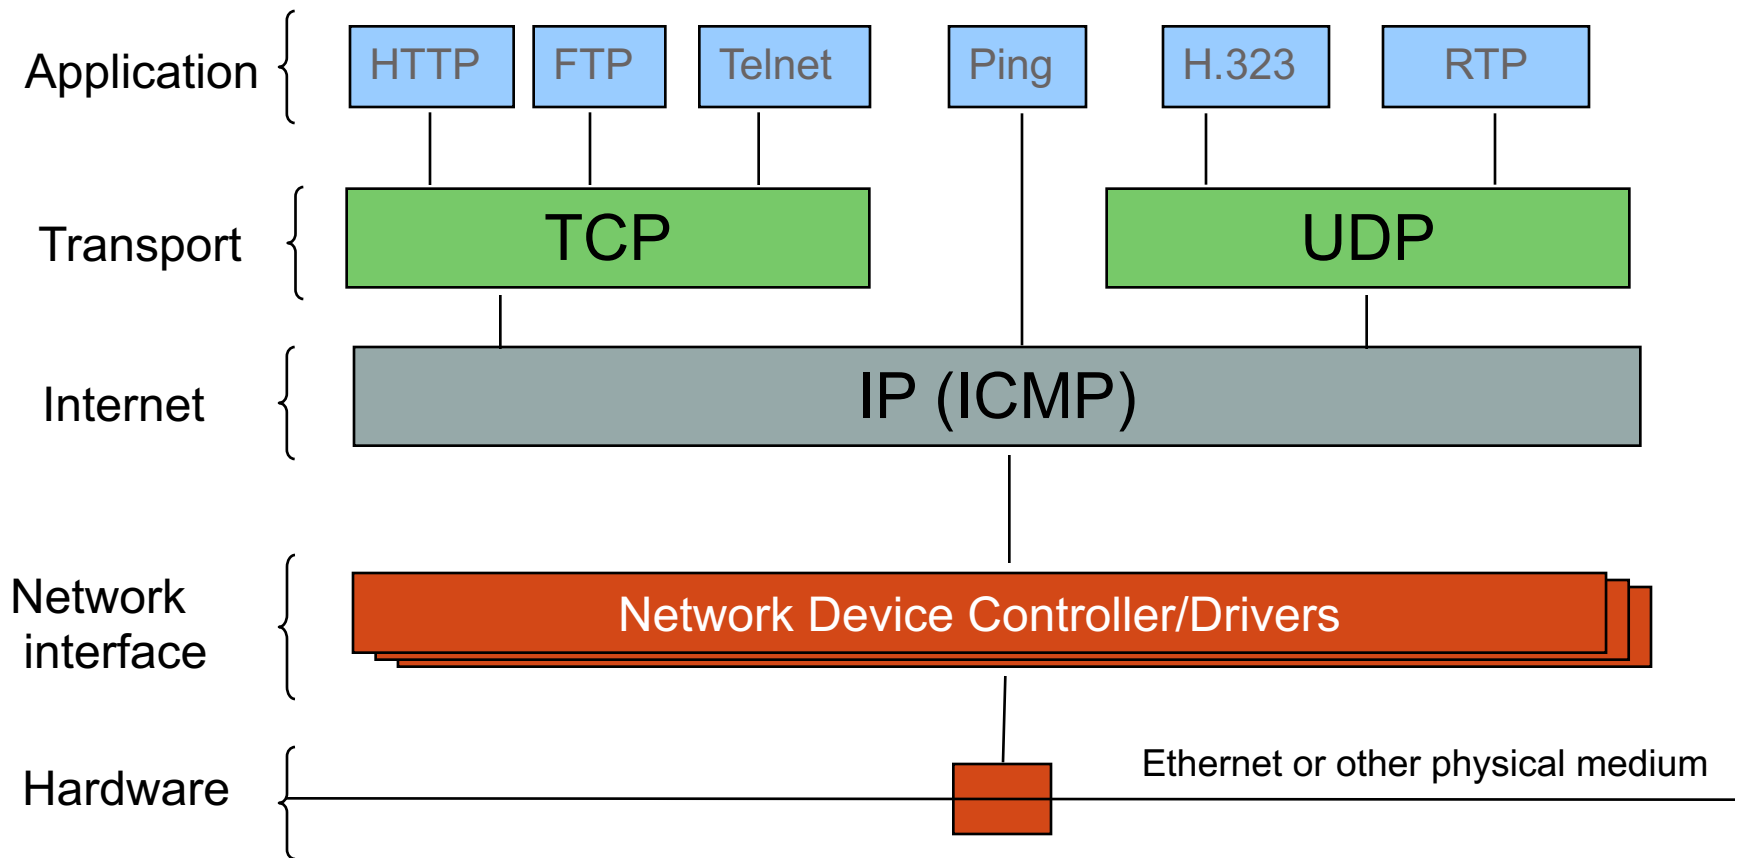 Application
HTTP
FTP
Telnet
Ping
H.323
RTP
Transport
TCP
UDP
Internet
IP (ICMP)
Network
interface
Network Device Controller/Drivers
Hardware
Ethernet or other physical medium